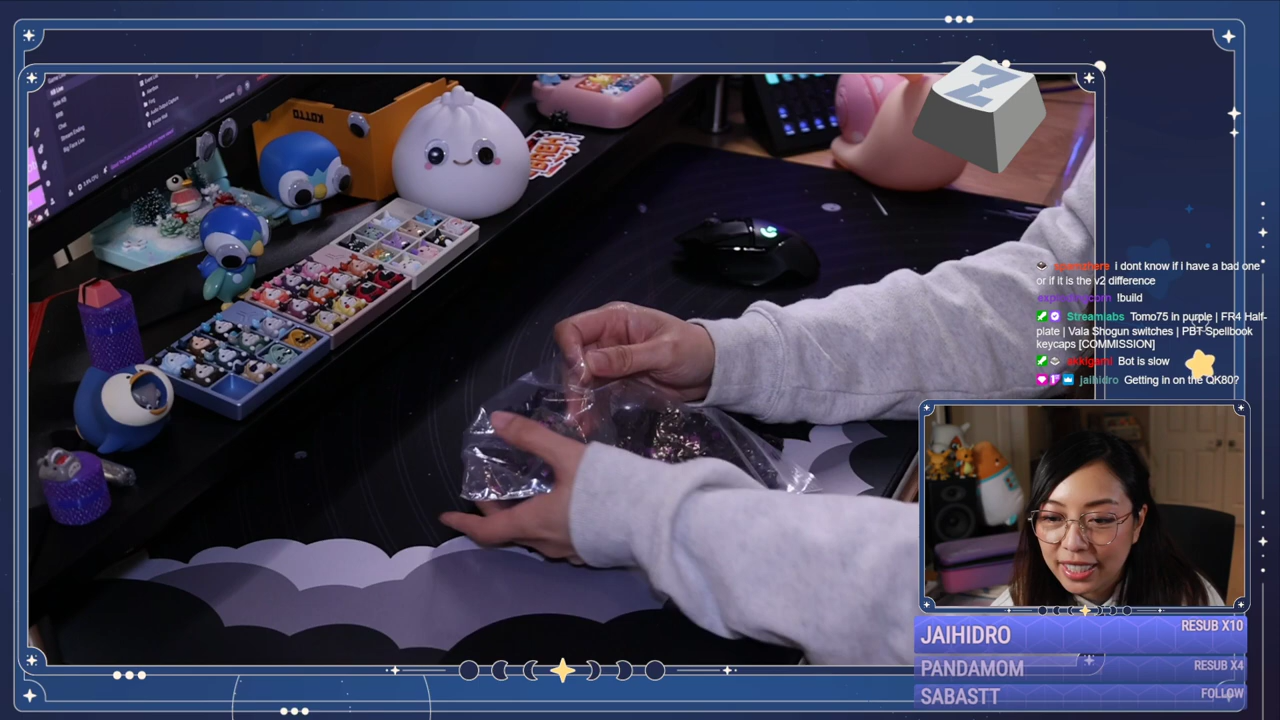 KOTTO
Z
i dont know if i have a bad one
or if it is the v2 difference
!build
Streamlabs Tomo75 in purple | FR4 Half-
plate | Vala Shogun switches | PBT Spellbook
keycaps [COMMISSION]
Bot is slow
jaihidro Getting in on the QK80?
JAIHIDRO RESUB X10
PANDAMOM RESUB X4
SABASTT FOLLOW